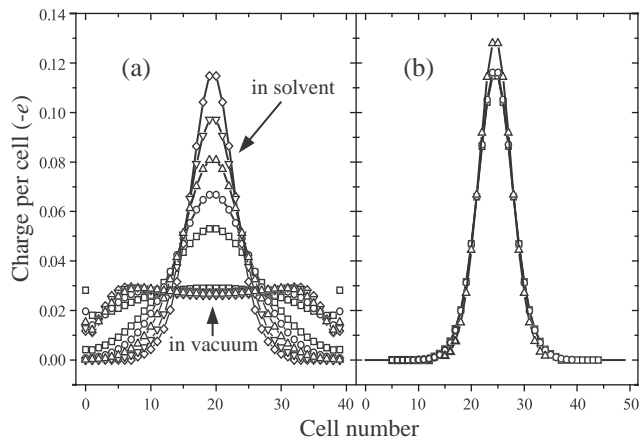 (a)
(b)
in solvent
in vacuum
Charge per cell (-e)
0.14
0.12
0.10
0.08
0.06
0.04
0.02
0.00
0 10 20 30 40
0 10 20 30 40 50
Cell number